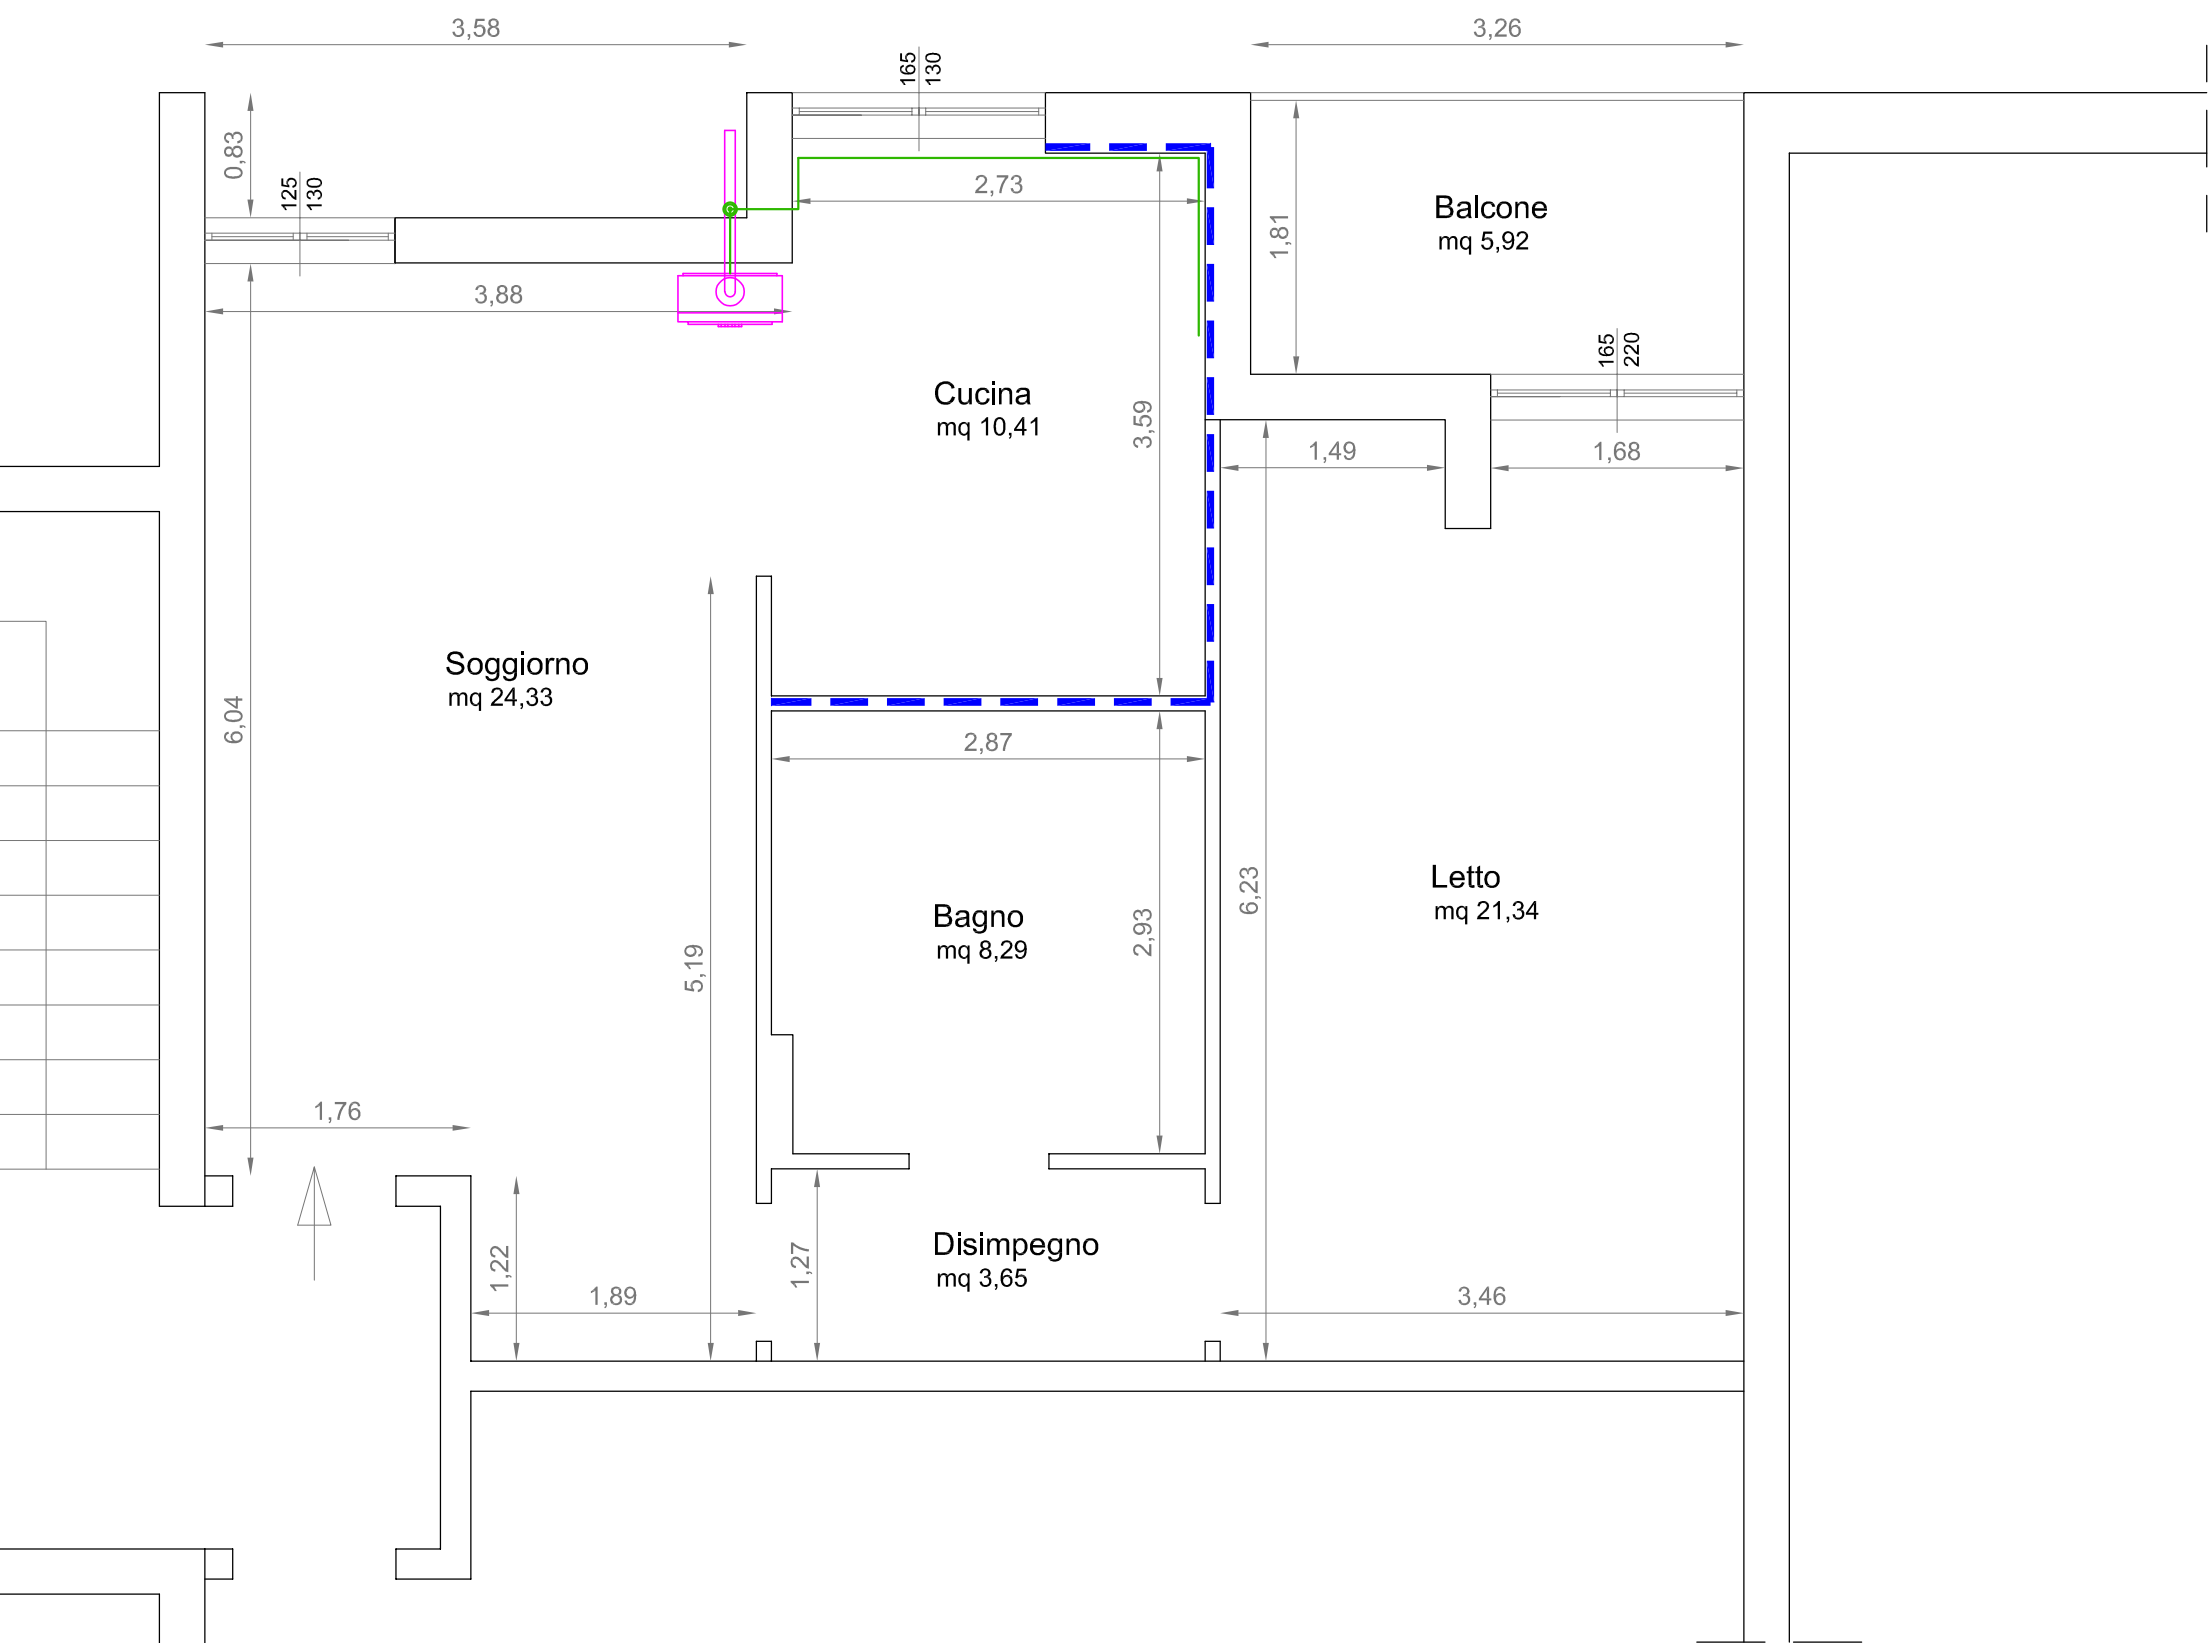 3,58
3,26
165
130
0,83
125
130
2,73
1,81
Balcone
mq 5,92
3,88
165
220
Cucina
mq 10,41
3,59
1,49
1,68
Soggiorno
mq 24,33
6,04
2,87
Letto
mq 21,34
6,23
Bagno
mq 8,29
2,93
5,19
1,76
1,22
1,27
Disimpegno
mq 3,65
1,89
3,46